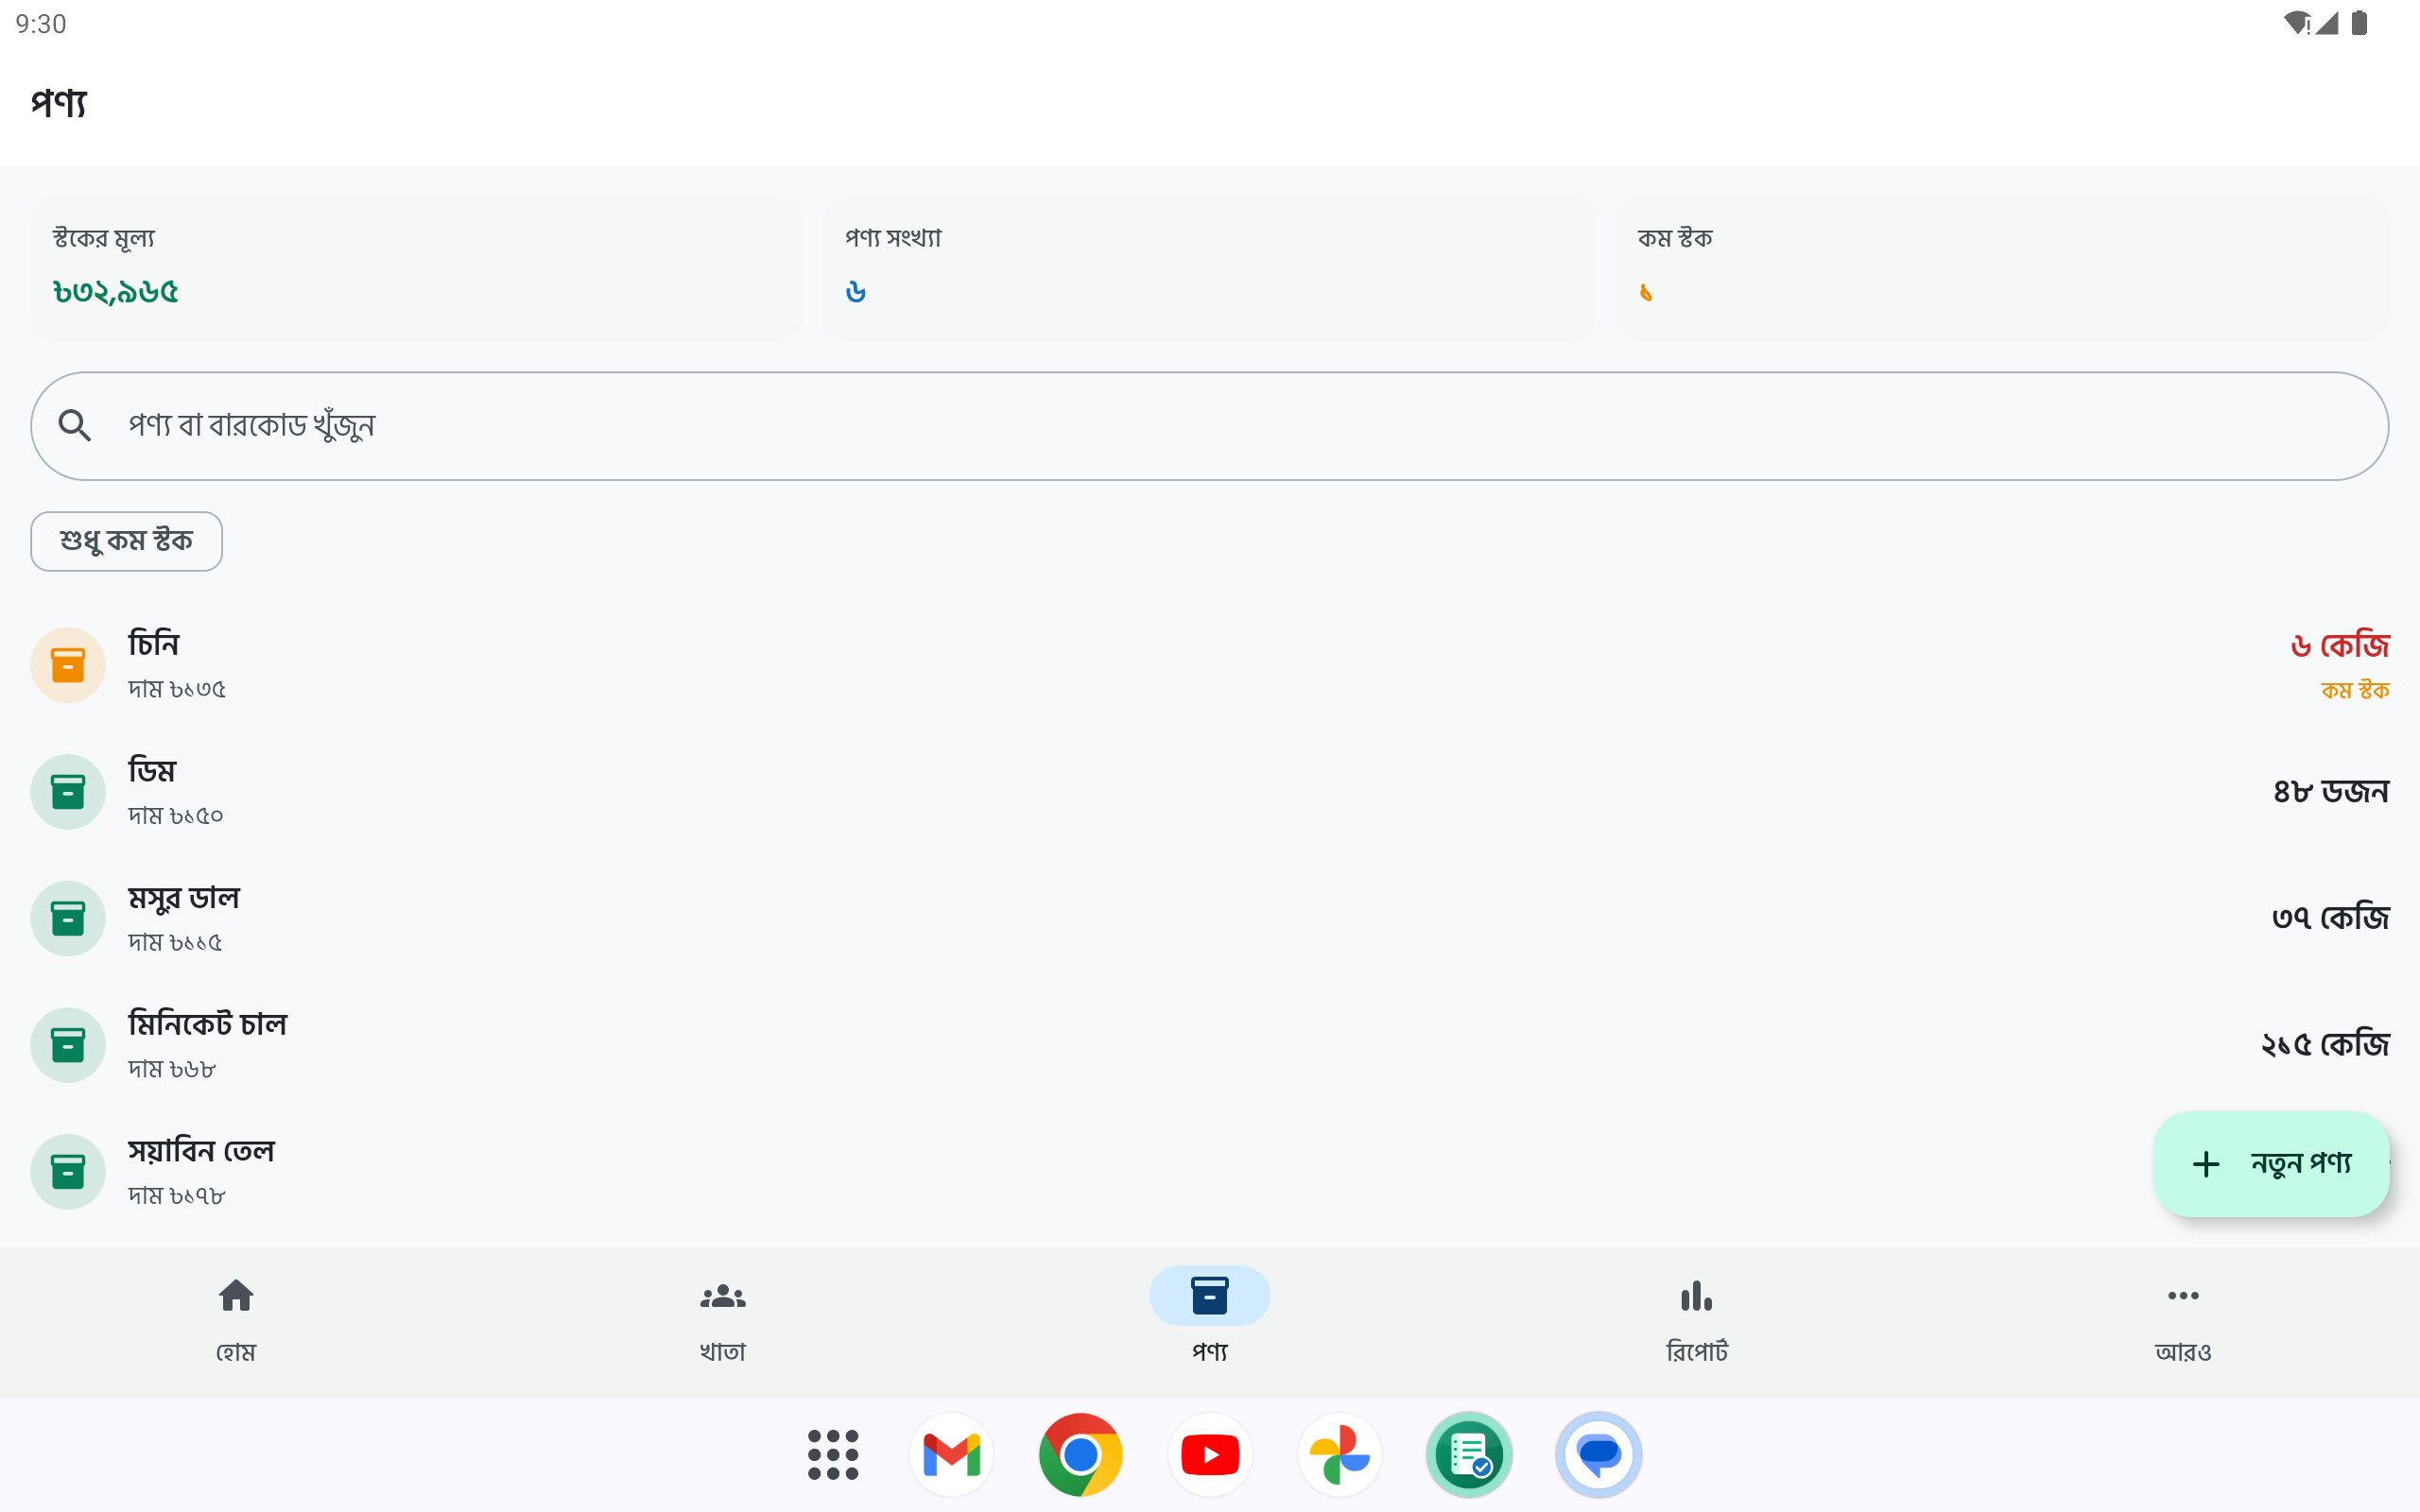 9:30
পণ্য
স্টকের মূল্য
৳৩২,৯৬৫
পণ্য সংখ্যা
৬
কম স্টক
১
পণ্য বা বারকোড খুঁজুন
শুধু কম স্টক
চিনি
দাম ৳১৩৫
৬ কেজি
কম স্টক
ডিম
দাম ৳১৫০
৪৮ ডজন
মসুর ডাল
দাম ৳১১৫
৩৭ কেজি
মিনিকেট চাল
দাম ৳৬৮
২১৫ কেজি
সয়াবিন তেল
দাম ৳১৭৮
নতুন পণ্য
হোম
খাতা
পণ্য
রিপোর্ট
আরও